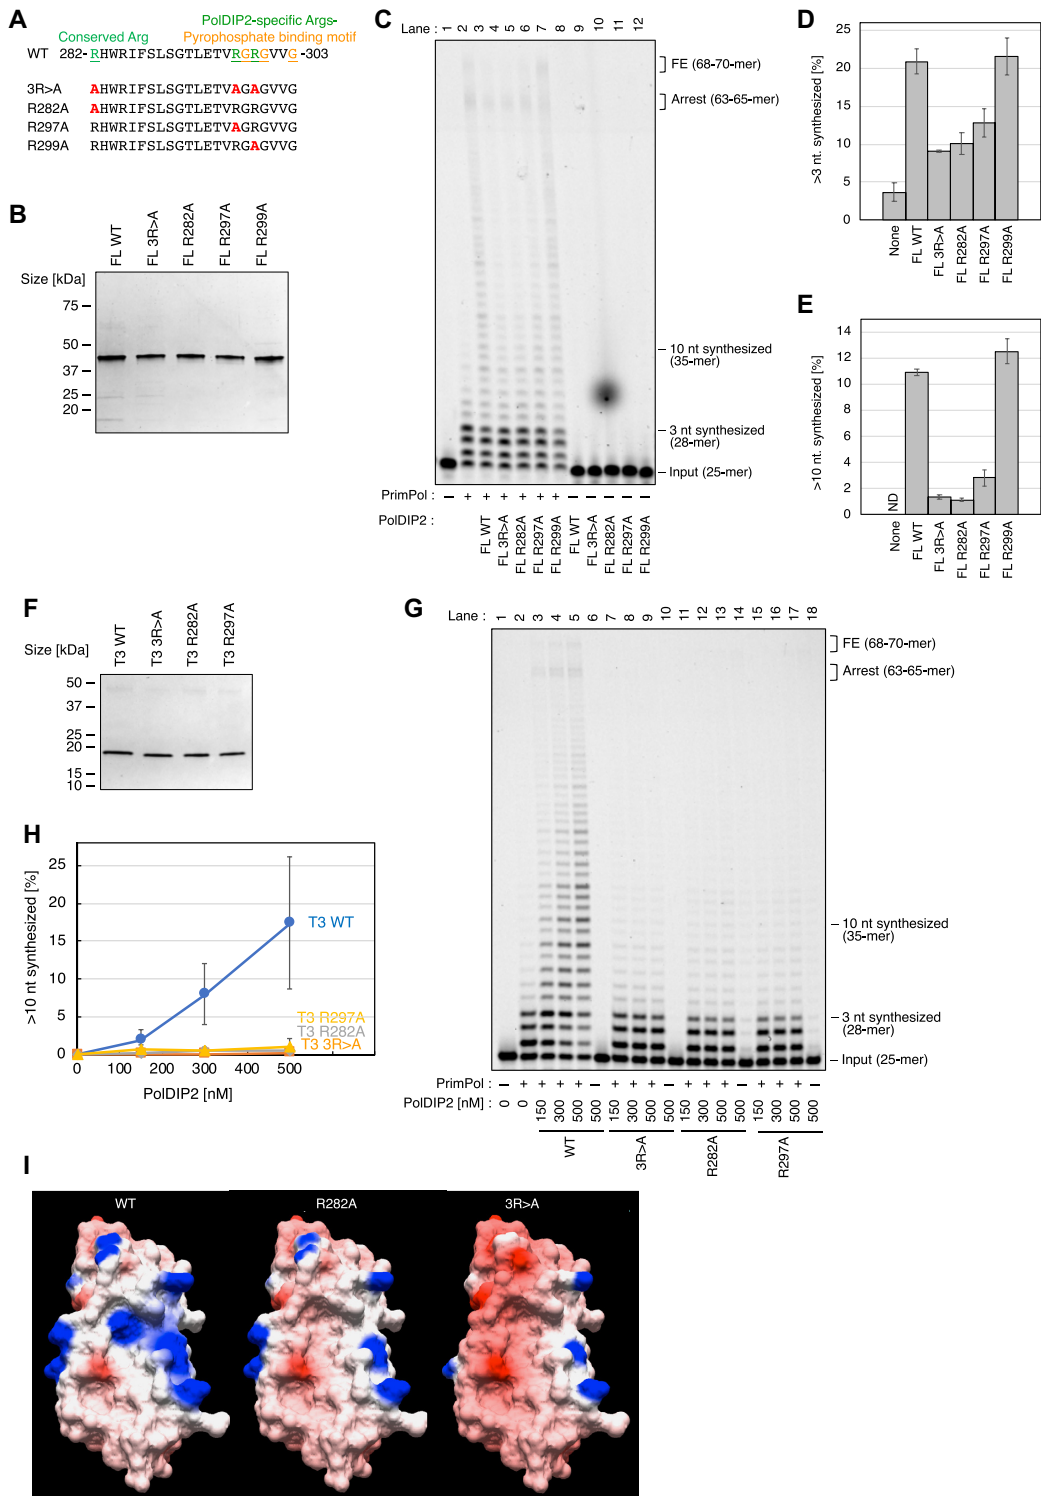 A
PolDIP2-specific Args-
Conserved Arg Pyrophosphate binding motif
WT 282- RHWRIFSLSGTLETVRGRGVVG -303
3R>A AHWRIFSLSGTLETVAGAGVVG
R282A AHWRIFSLSGTLETVRGRGVVG
R297A RHWRIFSLSGTLETVAGRGVVG
R299A RHWRIFSLSGTLETVRGAGVVG
B
FL WT
FL 3R>A
FL R282A
FL R297A
FL R299A
Size [kDa]
75
50
37
25
20
C
Lane : 1 2 3 4 5 6 7 8 9 10 11 12
FE (68-70-mer)
Arrest (63-65-mer)
10 nt synthesized
(35-mer)
3 nt synthesized
(28-mer)
Input (25-mer)
PrimPol : – + + + + + + – – – – –
PolDIP2 :
FL WT
FL 3R>A
FL R282A
FL R297A
FL R299A
FL WT
FL 3R>A
FL R282A
FL R297A
FL R299A
D
>3 nt. synthesized [%]
25
20
15
10
5
0
None
FL WT
FL 3R>A
FL R282A
FL R297A
FL R299A
E
>10 nt. synthesized [%]
14
12
10
8
6
4
2
0
ND
None
FL WT
FL 3R>A
FL R282A
FL R297A
FL R299A
F
T3 WT
T3 3R>A
T3 R282A
T3 R297A
Size [kDa]
50
37
25
20
15
10
G
Lane : 1 2 3 4 5 6 7 8 9 10 11 12 13 14 15 16 17 18
FE (68-70-mer)
Arrest (63-65-mer)
10 nt synthesized
(35-mer)
3 nt synthesized
(28-mer)
Input (25-mer)
PrimPol : – + + + + – + + + – + + + – + + + –
PolDIP2 [nM] : 0 0 150 300 500 500 150 300 500 500 150 300 500 500 150 300 500 500
WT
3R>A
R282A
R297A
H
>10 nt synthesized [%]
25
20
15
10
5
0
T3 WT
T3 R297A
T3 R282A
T3 3R>A
0 100 200 300 400 500
PolDIP2 [nM]
I
WT R282A 3R>A